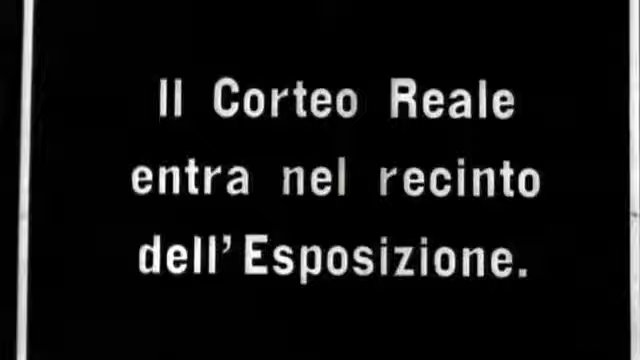 Il Corteo Reale
entra nel recinto
dell'Esposizione.